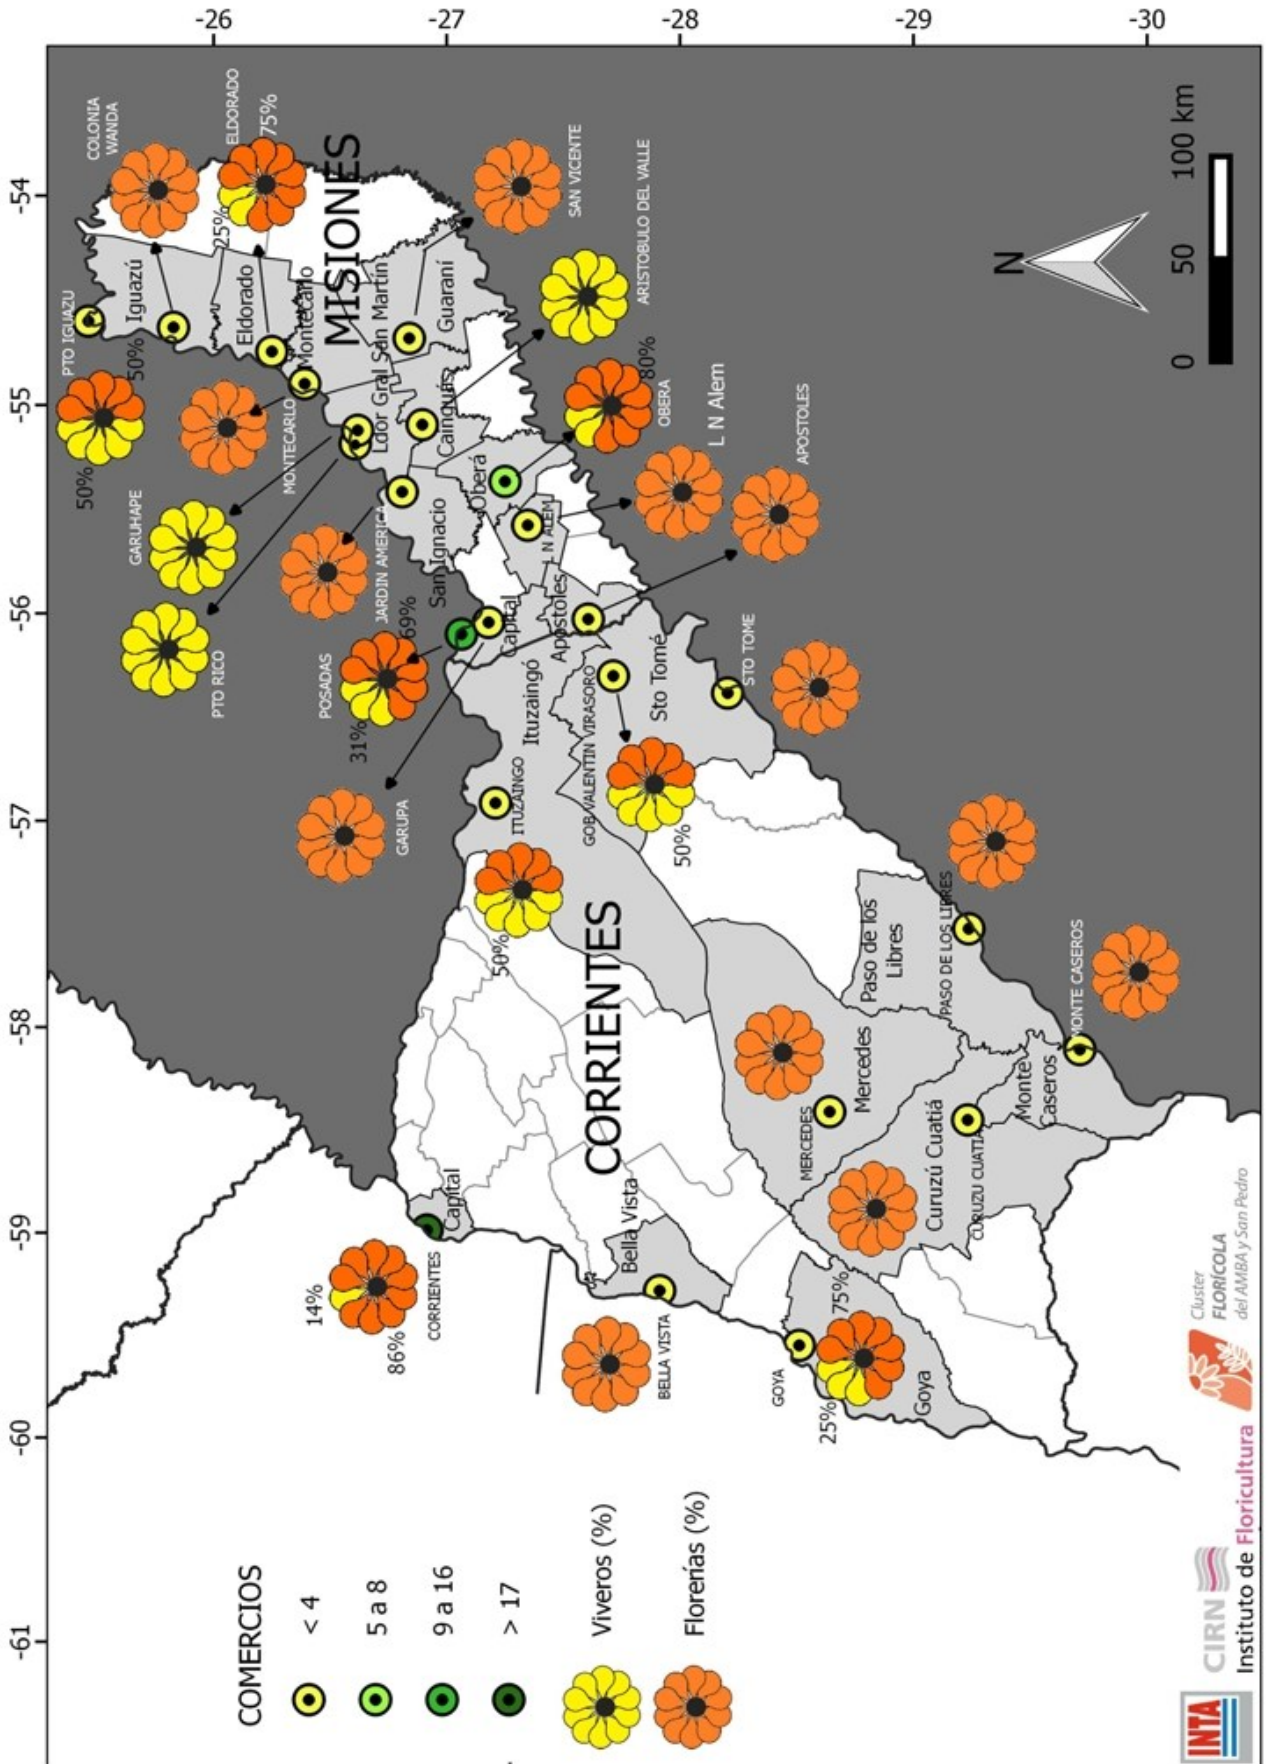 -61
-60
-59
-58
-57
-56
-55
-54
-26
-27
-28
-29
-30
COMERCIOS
< 4
5 a 8
9 a 16
> 17
Viveros (%)
Florerías (%)
MISIONES
CORRIENTES
PTO IGUAZU
50%
50%
Iguazú
COLONIA
WANDA
ELDORADO
75%
25%
Eldorado
Montecarlo
MONTECARLO
GARUHAPE
PTO RICO
Ldor Gral San Martín
Guaraní
SAN VICENTE
Cainguás
ARISTOBULO DEL VALLE
JARDIN AMERICA
San Ignacio
Oberá
80%
OBERA
L N ALEM
L N Alem
POSADAS
69%
31%
Capital
GARUPA
Apóstoles
APOSTOLES
Ituzaingó
ITUZAINGO
50%
GOB VALENTIN VIRASORO
50%
Sto Tomé
STO TOME
Paso de los
Libres
PASO DE LOS LIBRES
Mercedes
MERCEDES
Monte
Caseros
MONTE CASEROS
Curuzú Cuatiá
CURUZU CUATIA
Capital
CORRIENTES
14%
86%
Bella Vista
BELLA VISTA
GOYA
Goya
75%
25%
N
0
50
100 km
INTA
CIRN
Instituto de Floricultura
Cluster
FLORÍCOLA
del AMBA y San Pedro